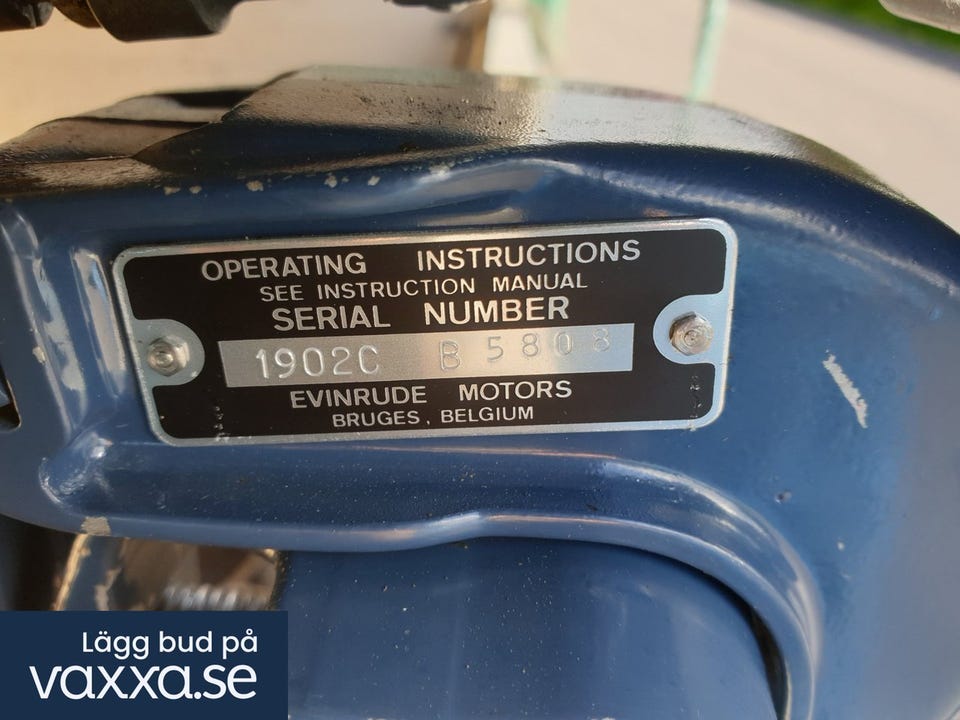 OPERATING INSTRUCTIONS
SEE INSTRUCTION MANUAL
SERIAL NUMBER
1902C B 5808
EVINRUDE MOTORS
BRUGES, BELGIUM
Lägg bud på
vaxxa.se